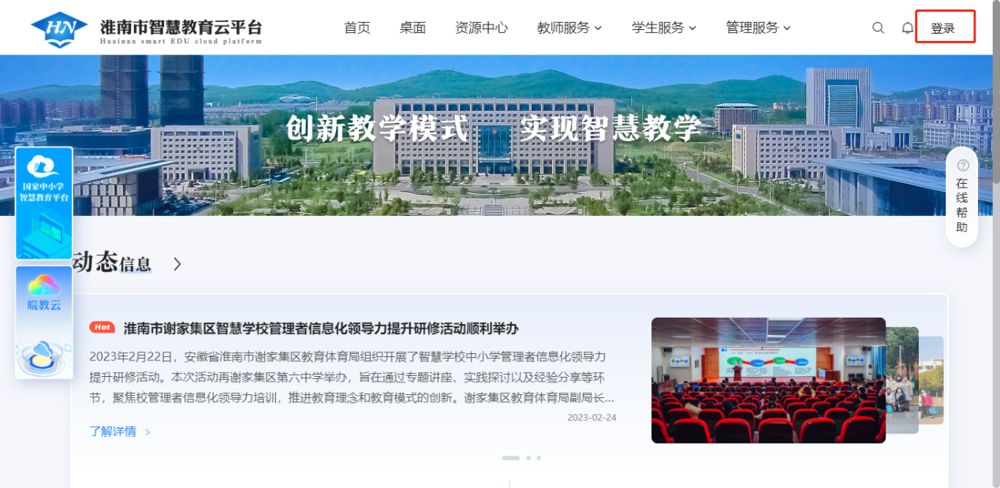 HN
淮南市智慧教育云平台
Huainan smart EDU cloud platform
首页 桌面 资源中心 教师服务 学生服务 管理服务 登录
创新教学模式 实现智慧教学
国家中小学
智慧教育平台
皖教云
在线帮助
动态信息
Hot 淮南市谢家集区智慧学校管理者信息化领导力提升研修活动顺利举办
2023年2月22日，安徽省淮南市谢家集区教育体育局组织开展了智慧学校中小学管理者信息化领导力
提升研修活动。本次活动再谢家集区第六中学举办，旨在通过专题讲座、实践探讨以及经验分享等环
节，聚焦校管理者信息化领导力培训，推进教育理念和教育模式的创新。谢家集区教育体育局副局长...
2023-02-24
了解详情